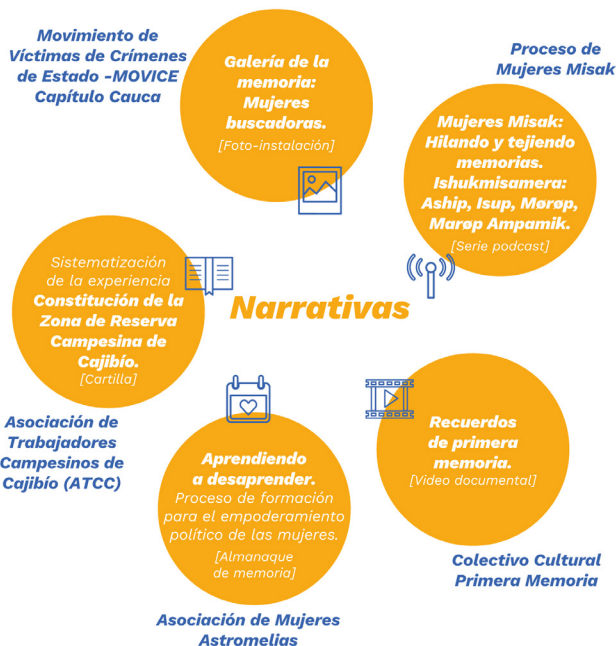 Movimiento de
Víctimas de Crímenes
de Estado -MOVICE
Capítulo Cauca
Galería de la
memoria:
Mujeres
buscadoras.
[Foto-instalación]
Proceso de
Mujeres Misak
Mujeres Misak:
Hilando y tejiendo
memorias.
Ishukmisamera:
Aship, Isup, Mørøp,
Marøp Ampamik.
[Serie podcast]
Narrativas
Sistematización
de la experiencia
Constitución de la
Zona de Reserva
Campesina de
Cajibío.
[Cartilla]
Asociación de
Trabajadores
Campesinos de
Cajibío (ATCC)
Aprendiendo
a desaprender.
Proceso de formación
para el empoderamiento
político de las mujeres.
[Almanaque
de memoria]
Asociación de Mujeres
Astromelias
Recuerdos
de primera
memoria.
[Video documental]
Colectivo Cultural
Primera Memoria